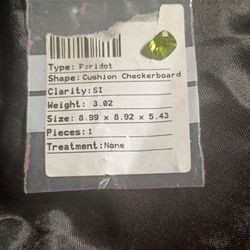 Type: Peridot
Shape: Cushion Checkerboard
Clarity:SI
Weight: 3.02
Size: 8.99 x 8.92 x 5.43
Pieces:1
Treatment:None